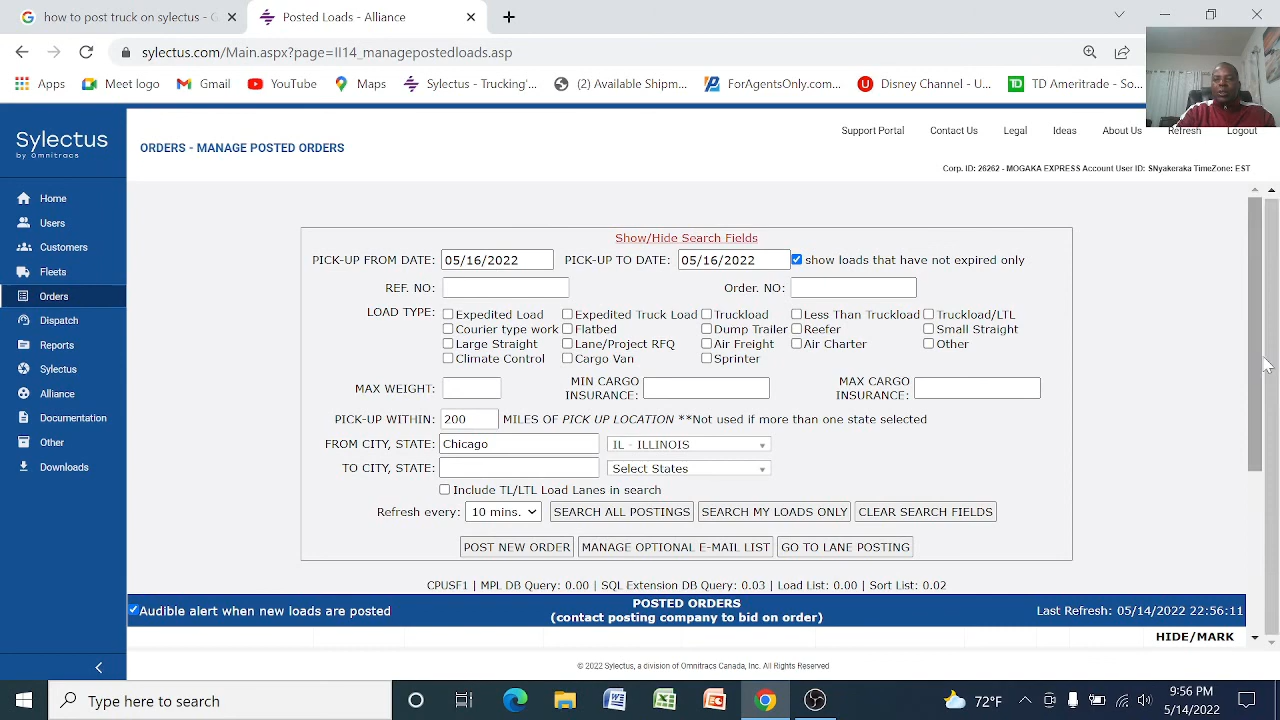 how to post truck on sylectus - G
Posted Loads - Alliance
sylectus.com/Main.aspx?page=II14_managepostedloads.asp
Apps
Meet logo
Gmail
YouTube
Maps
Sylectus - Trucking...
(2) Available Shipm...
ForAgentsOnly.com...
Disney Channel - U...
TD Ameritrade - So...
Sylectus
by Omnitracs
Support Portal
Contact Us
Legal
Ideas
About Us
Refresh
Logout
ORDERS - MANAGE POSTED ORDERS
Corp. ID: 26262 - MOGAKA EXPRESS Account User ID: SNyakeraka TimeZone: EST
Home
Users
Customers
Fleets
Orders
Dispatch
Reports
Sylectus
Alliance
Documentation
Other
Downloads
Show/Hide Search Fields
PICK-UP FROM DATE: 05/16/2022 PICK-UP TO DATE: 05/16/2022 show loads that have not expired only
REF. NO: Order. NO:
LOAD TYPE: Expedited Load Expedited Truck Load Truckload Less Than Truckload Truckload/LTL
Courier type work Flatbed Dump Trailer Reefer Small Straight
Large Straight Lane/Project RFQ Air Freight Air Charter Other
Climate Control Cargo Van Sprinter
MAX WEIGHT: MIN CARGO INSURANCE: MAX CARGO INSURANCE:
PICK-UP WITHIN: 200 MILES OF PICK UP LOCATION **Not used if more than one state selected
FROM CITY, STATE: Chicago IL - ILLINOIS
TO CITY, STATE: Select States
Include TL/LTL Load Lanes in search
Refresh every: 10 mins. SEARCH ALL POSTINGS SEARCH MY LOADS ONLY CLEAR SEARCH FIELDS
POST NEW ORDER MANAGE OPTIONAL E-MAIL LIST GO TO LANE POSTING
CPUSF1 | MPL DB Query: 0.00 | SQL Extension DB Query: 0.03 | Load List: 0.00 | Sort List: 0.02
Audible alert when new loads are posted
POSTED ORDERS
(contact posting company to bid on order)
Last Refresh: 05/14/2022 22:56:11
HIDE/MARK
© 2022 Sylectus, a division of Omnitracs Canada, Inc. All Rights Reserved
Type here to search
72°F
9:56 PM
5/14/2022